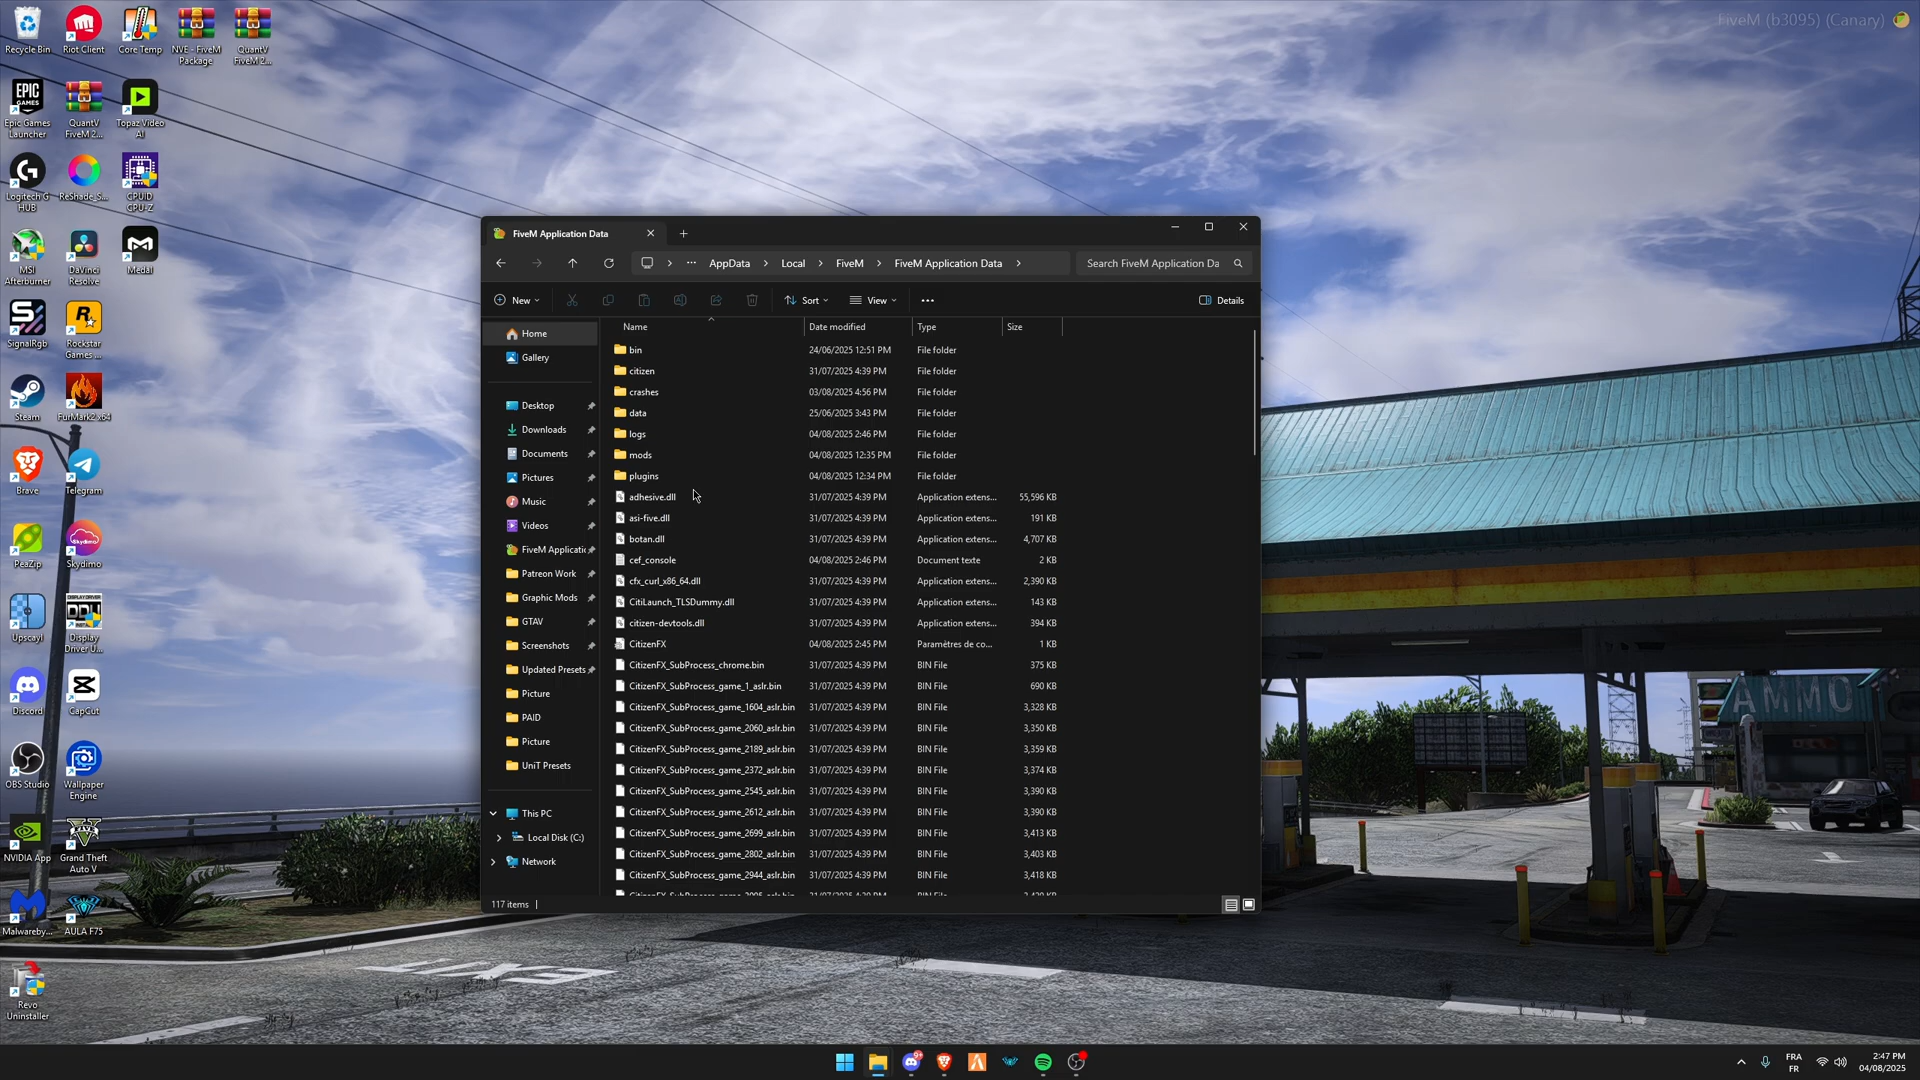 FiveM (b3095) (Canary)
Recycle Bin
Riot Client
Core Temp
NVE - FiveM
Package
QuantV
FiveM 2...
EPIC
GAMES
Epic Games
Launcher
QuantV
FiveM 2...
Topaz Video
AI
Logitech G
HUB
ReShade_S...
CPUID
CPU-Z
MSI
Afterburner
DaVinci
Resolve
Medal
SignalRgb
Rockstar
Games ...
Steam
FurMark2 x64
Brave
Telegram
PeaZip
Skydimo
Upscayl
DISPLAY DRIVER
DDU
Display
Driver U...
Discord
CapCut
OBS Studio
Wallpaper
Engine
NVIDIA App
Grand Theft
Auto V
Malwareby...
AULA F75
Revo
Uninstaller
FiveM Application Data
AppData
Local
FiveM
FiveM Application Data
Search FiveM Application Da
New
Sort
View
Details
Home
Gallery
Desktop
Downloads
Documents
Pictures
Music
Videos
FiveM Applicatic
Patreon Work
Graphic Mods
GTAV
Screenshots
Updated Presets
Picture
PAID
Picture
UniT Presets
This PC
Local Disk (C:)
Network
Name Date modified Type Size
bin 24/06/2025 12:51 PM File folder
citizen 31/07/2025 4:39 PM File folder
crashes 03/08/2025 4:56 PM File folder
data 25/06/2025 3:43 PM File folder
logs 04/08/2025 2:46 PM File folder
mods 04/08/2025 12:35 PM File folder
plugins 04/08/2025 12:34 PM File folder
adhesive.dll 31/07/2025 4:39 PM Application extens... 55,596 KB
asi-five.dll 31/07/2025 4:39 PM Application extens... 191 KB
botan.dll 31/07/2025 4:39 PM Application extens... 4,707 KB
cef_console 04/08/2025 2:46 PM Document texte 2 KB
cfx_curl_x86_64.dll 31/07/2025 4:39 PM Application extens... 2,390 KB
CitiLaunch_TLSDummy.dll 31/07/2025 4:39 PM Application extens... 143 KB
citizen-devtools.dll 31/07/2025 4:39 PM Application extens... 394 KB
CitizenFX 04/08/2025 2:45 PM Paramètres de co... 1 KB
CitizenFX_SubProcess_chrome.bin 31/07/2025 4:39 PM BIN File 375 KB
CitizenFX_SubProcess_game_1_aslr.bin 31/07/2025 4:39 PM BIN File 690 KB
CitizenFX_SubProcess_game_1604_aslr.bin 31/07/2025 4:39 PM BIN File 3,328 KB
CitizenFX_SubProcess_game_2060_aslr.bin 31/07/2025 4:39 PM BIN File 3,350 KB
CitizenFX_SubProcess_game_2189_aslr.bin 31/07/2025 4:39 PM BIN File 3,359 KB
CitizenFX_SubProcess_game_2372_aslr.bin 31/07/2025 4:39 PM BIN File 3,374 KB
CitizenFX_SubProcess_game_2545_aslr.bin 31/07/2025 4:39 PM BIN File 3,390 KB
CitizenFX_SubProcess_game_2612_aslr.bin 31/07/2025 4:39 PM BIN File 3,390 KB
CitizenFX_SubProcess_game_2699_aslr.bin 31/07/2025 4:39 PM BIN File 3,413 KB
CitizenFX_SubProcess_game_2802_aslr.bin 31/07/2025 4:39 PM BIN File 3,403 KB
CitizenFX_SubProcess_game_2944_aslr.bin 31/07/2025 4:39 PM BIN File 3,418 KB
117 items
AMMO
EXIT
9+
FRA
FR
2:47 PM
04/08/2025